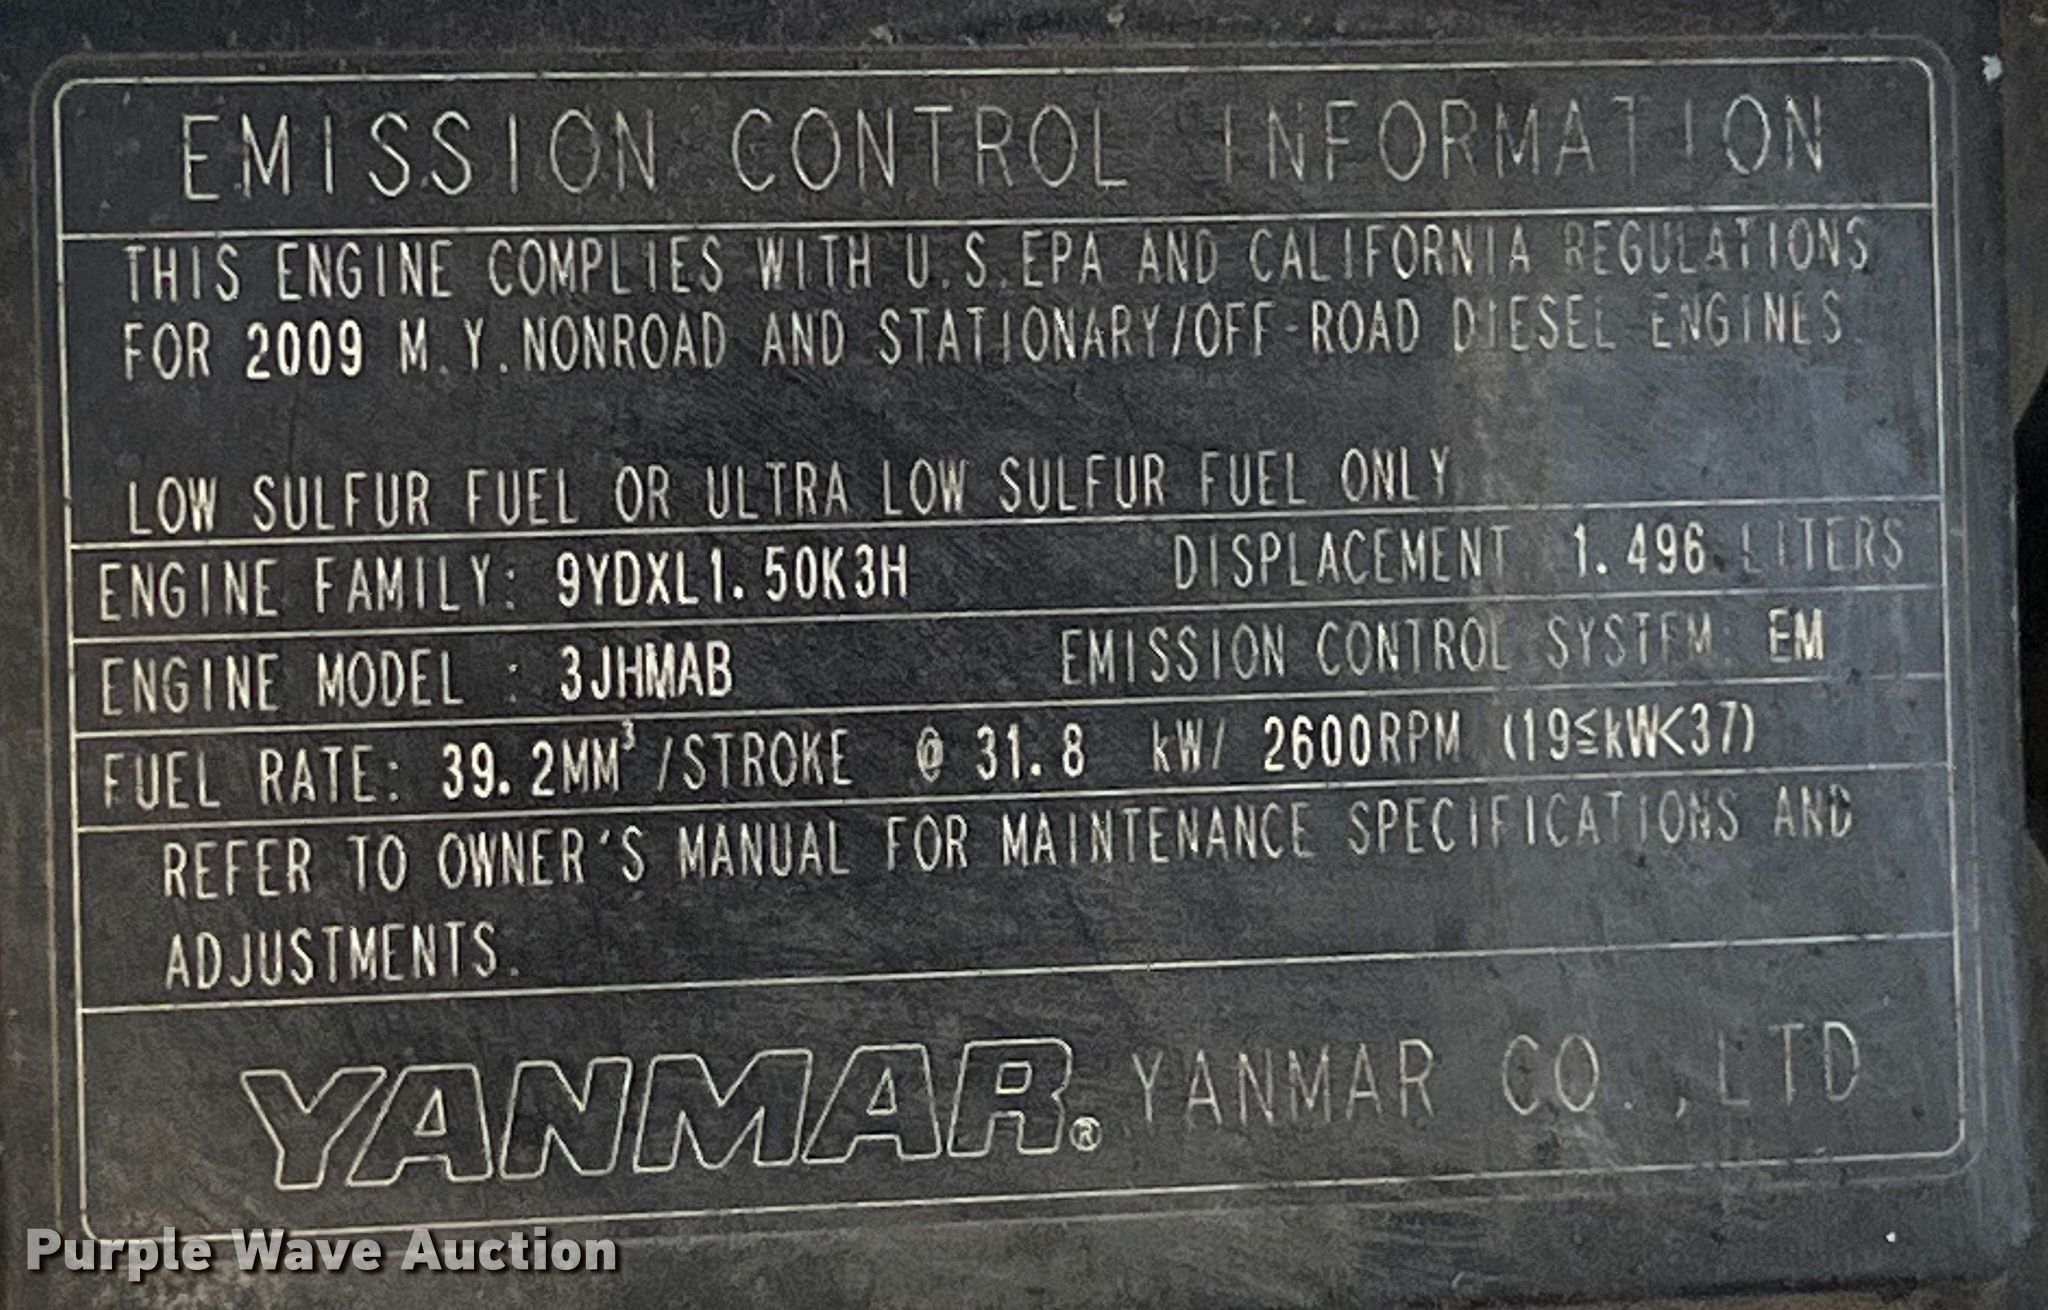 EMISSION CONTROL INFORMATION
THIS ENGINE COMPLIES WITH U.S.EPA AND CALIFORNIA REGULATIONS
FOR 2009 M.Y.NONROAD AND STATIONARY/OFF-ROAD DIESEL ENGINES.
LOW SULFUR FUEL OR ULTRA LOW SULFUR FUEL ONLY
ENGINE FAMILY: 9YDXL1.50K3H DISPLACEMENT 1.496 LITERS
ENGINE MODEL : 3JHMAB EMISSION CONTROL SYSTEM: EM
FUEL RATE: 39.2MM³/STROKE @ 31.8 kW/ 2600RPM (19≦kW<37)
REFER TO OWNER'S MANUAL FOR MAINTENANCE SPECIFICATIONS AND
ADJUSTMENTS.
YANMAR® YANMAR CO.,LTD
Purple Wave Auction